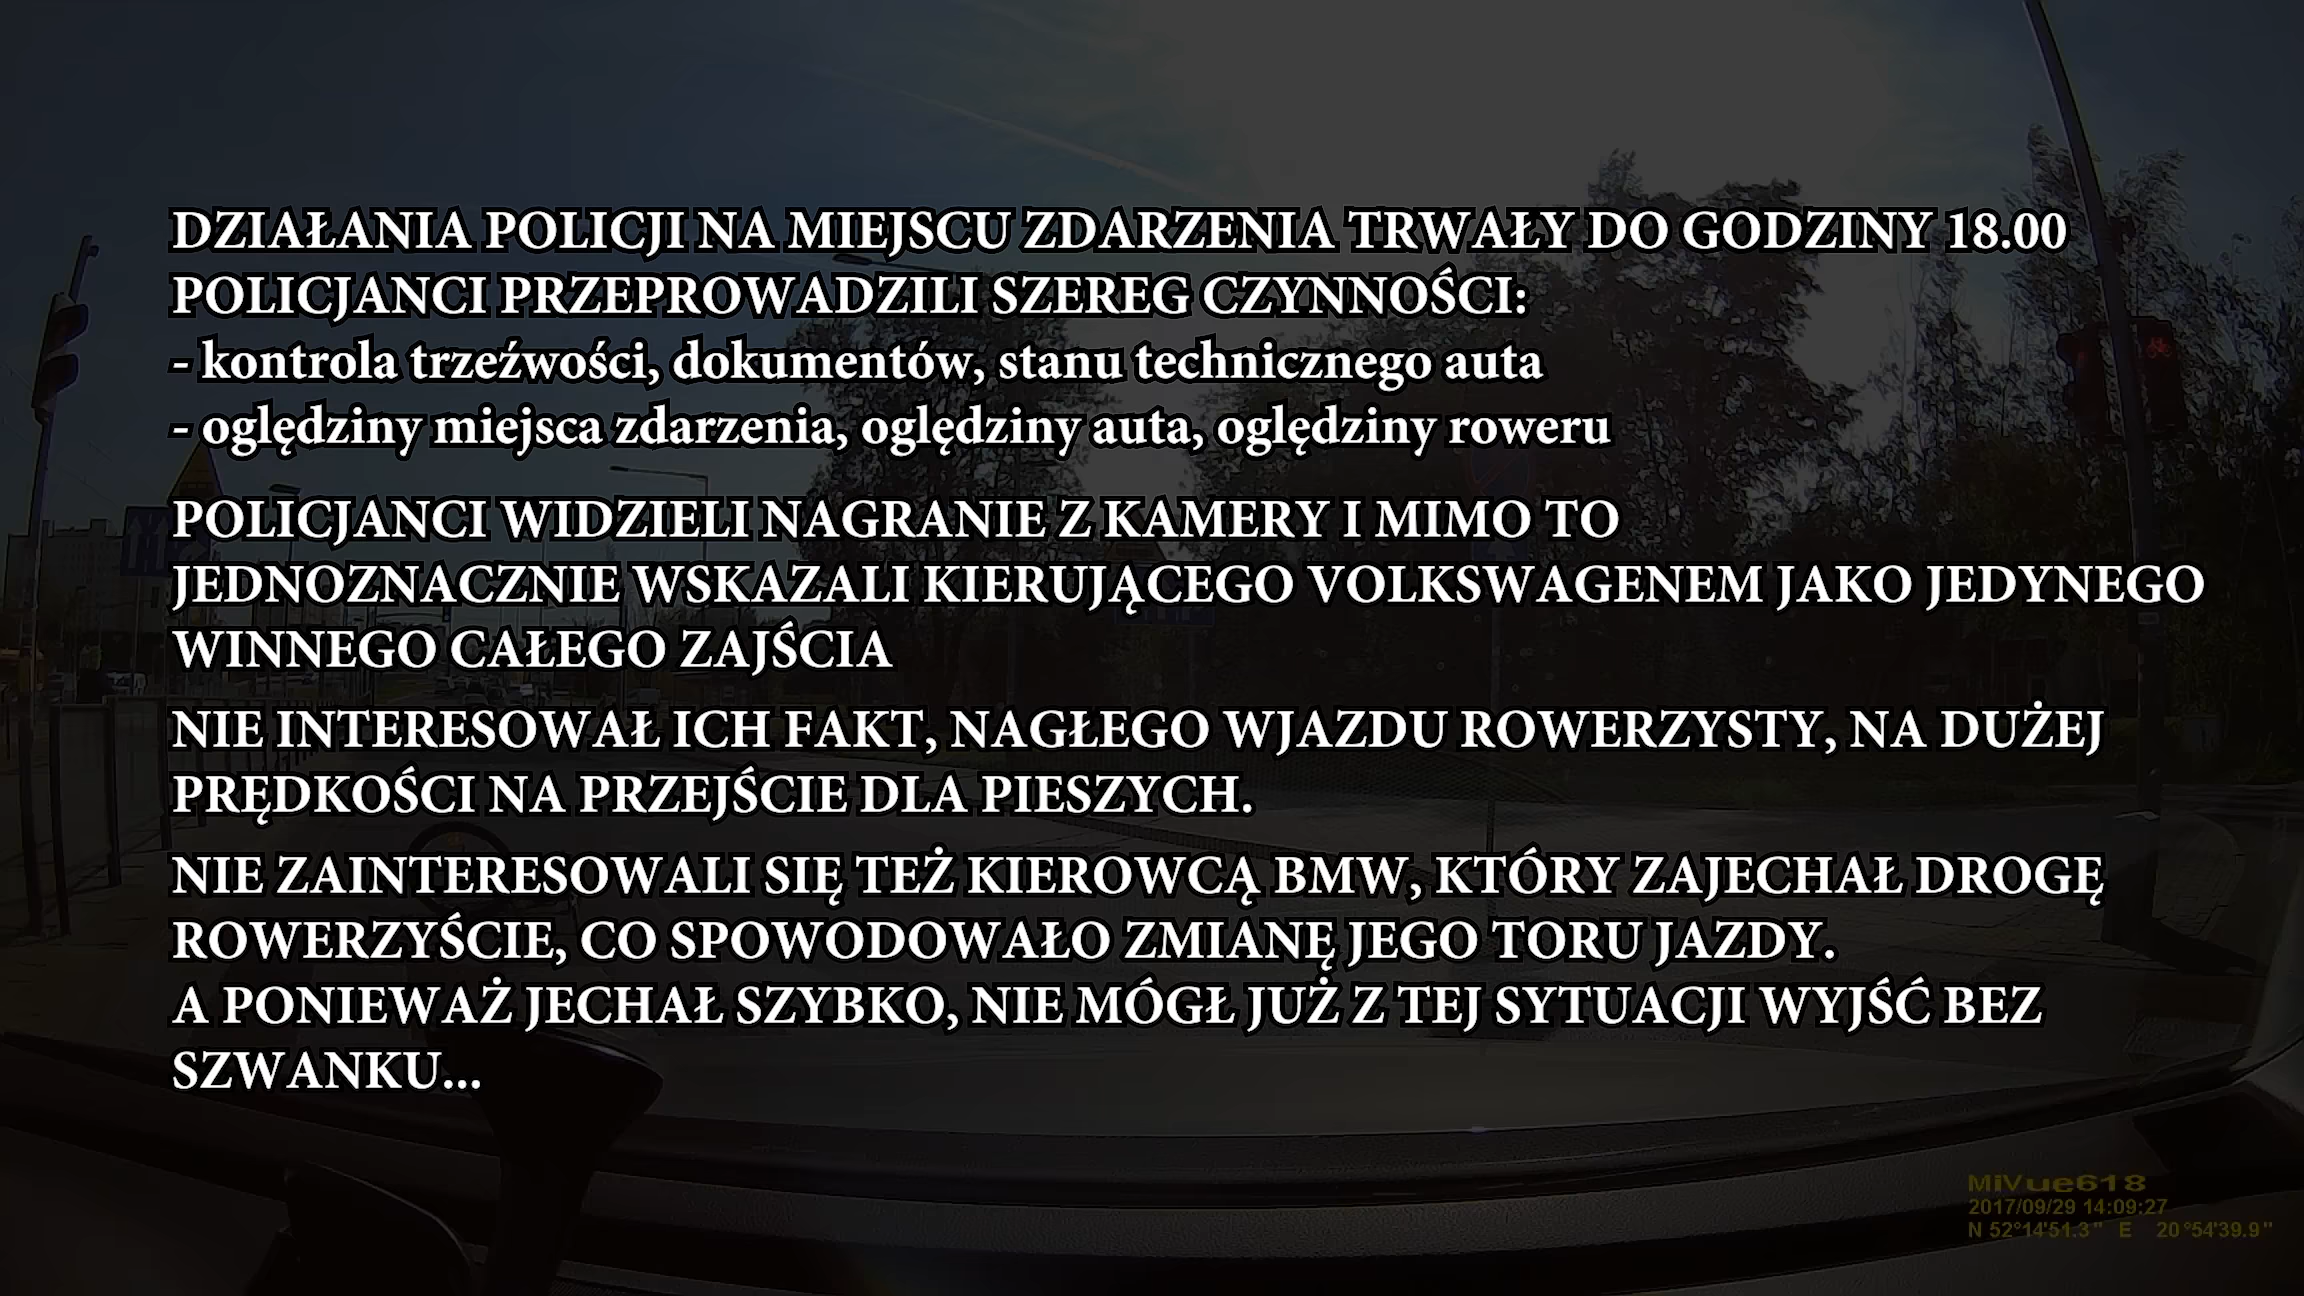 DZIAŁANIA POLICJI NA MIEJSCU ZDARZENIA TRWAŁY DO GODZINY 18.00
POLICJANCI PRZEPROWADZILI SZEREG CZYNNOŚCI:
- kontrola trzeźwości, dokumentów, stanu technicznego auta
- oględziny miejsca zdarzenia, oględziny auta, oględziny roweru
POLICJANCI WIDZIELI NAGRANIE Z KAMERY I MIMO TO
JEDNOZNACZNIE WSKAZALI KIERUJĄCEGO VOLKSWAGENEM JAKO JEDYNEGO
WINNEGO CAŁEGO ZAJŚCIA
NIE INTERESOWAŁ ICH FAKT, NAGŁEGO WJAZDU ROWERZYSTY, NA DUŻEJ
PRĘDKOŚCI NA PRZEJŚCIE DLA PIESZYCH.
NIE ZAINTERESOWALI SIĘ TEŻ KIEROWCĄ BMW, KTÓRY ZAJECHAŁ DROGĘ
ROWERZYŚCIE, CO SPOWODOWAŁO ZMIANĘ JEGO TORU JAZDY.
A PONIEWAŻ JECHAŁ SZYBKO, NIE MÓGŁ JUŻ Z TEJ SYTUACJI WYJŚĆ BEZ
SZWANKU...
MiVue618
2017/09/29 14:09:27
N 52°14'51.3" E 20°54'39.9"